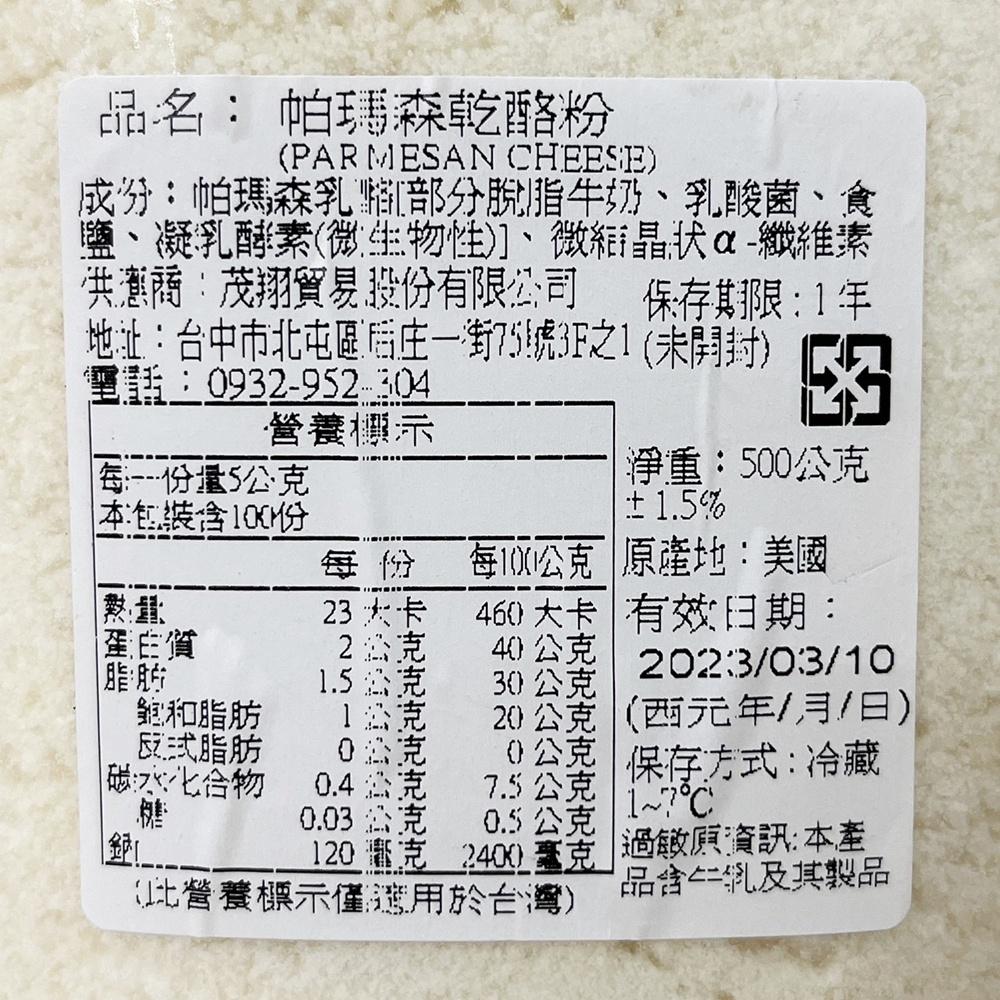 品名： 帕瑪森乾酪粉
(PARMESAN CHEESE)
成份：帕瑪森乳酪[部分脫脂牛奶、乳酸菌、食
鹽、凝乳酵素(微生物性)]、微結晶狀α-纖維素
供應商：茂翔貿易股份有限公司
保存期限：1年
地址：台中市北屯區后庄一街75號3F之1
(未開封)
電話：0932-952-304
營養標示
每一份量5公克
本包裝含100份
每 份 每100公克
熱量 23 大卡 460 大卡
蛋白質 2 公克 40 公克
脂肪 1.5 公克 30 公克
飽和脂肪 1 公克 20 公克
反式脂肪 0 公克 0 公克
碳水化合物 0.4 公克 7.5 公克
糖 0.03 公克 0.5 公克
鈉 120 毫克 2400 毫克
(此營養標示僅適用於台灣)
淨重：500公克
±1.5%
原產地：美國
有效日期：
2023/03/10
(西元年/月/日)
保存方式：冷藏
1~7℃
過敏原資訊:本產
品含牛乳及其製品